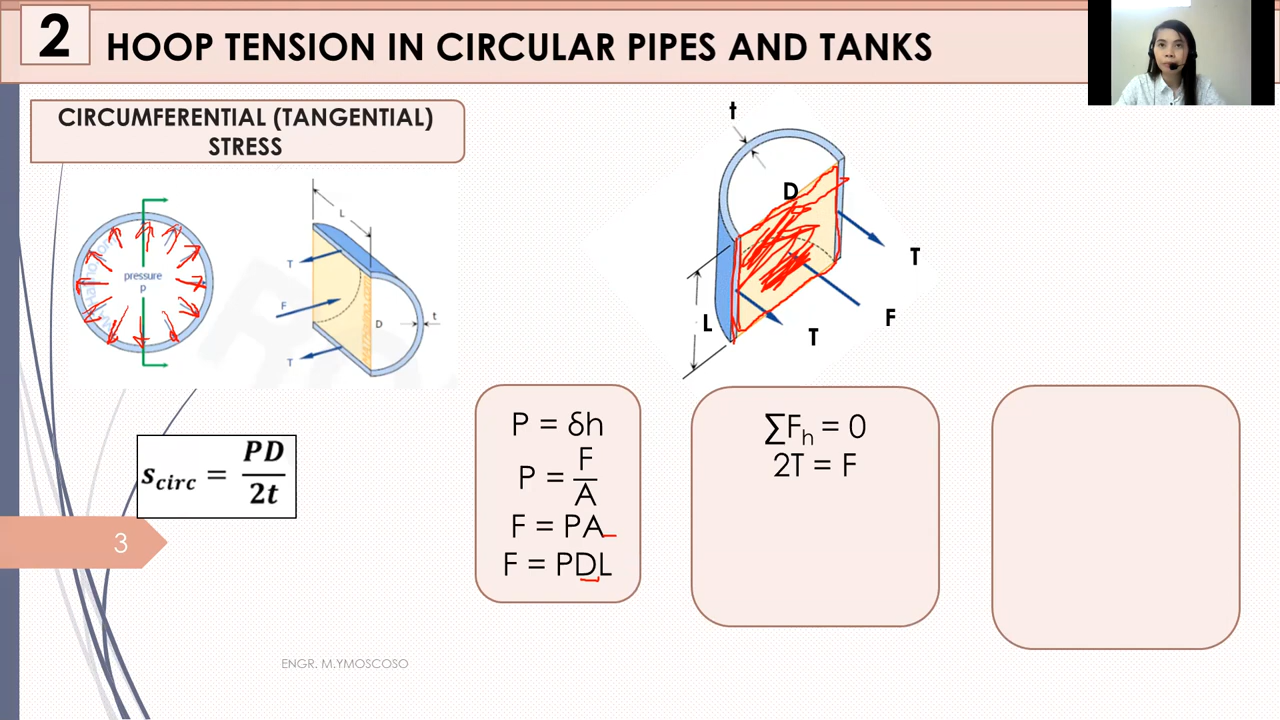 2
HOOP TENSION IN CIRCULAR PIPES AND TANKS
CIRCUMFERENTIAL (TANGENTIAL)
STRESS
pressure
p
L
T
F
D
t
T
t
D
T
F
T
L
s_circ = PD/2t
P = δh
P = F/A
F = PA
F = PDL
∑F_h = 0
2T = F
3
ENGR. M.YMOSCOSO